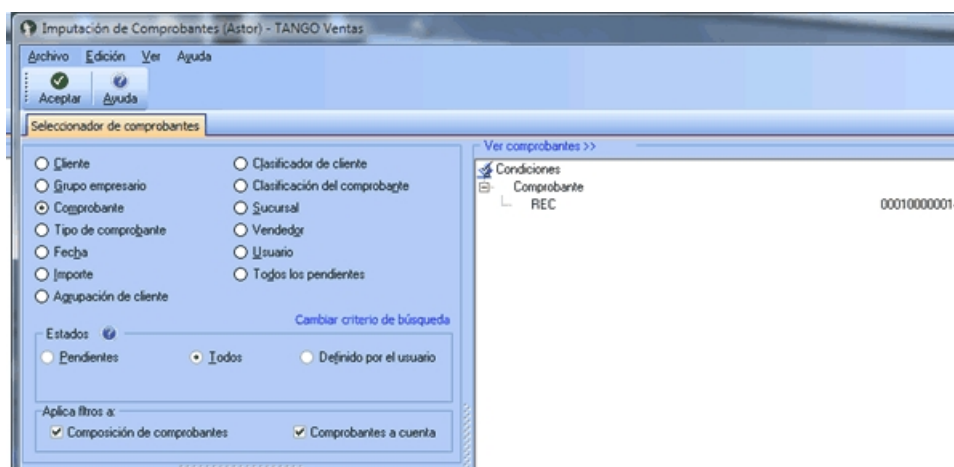 Imputación de Comprobantes (Astor) - TANGO Ventas
Archivo Edición Ver Ayuda
Aceptar Ayuda
Seleccionador de comprobantes
Cliente Clasificador de cliente
Grupo empresario Clasificación del comprobante
Comprobante Sucursal
Tipo de comprobante Vendedor
Fecha Usuario
Importe Todos los pendientes
Agrupación de cliente
Cambiar criterio de búsqueda
Estados
Pendientes Todos Definido por el usuario
Aplica filtros a:
Composición de comprobantes Comprobantes a cuenta
Ver comprobantes >>
Condiciones
Comprobante
REC 00010000001